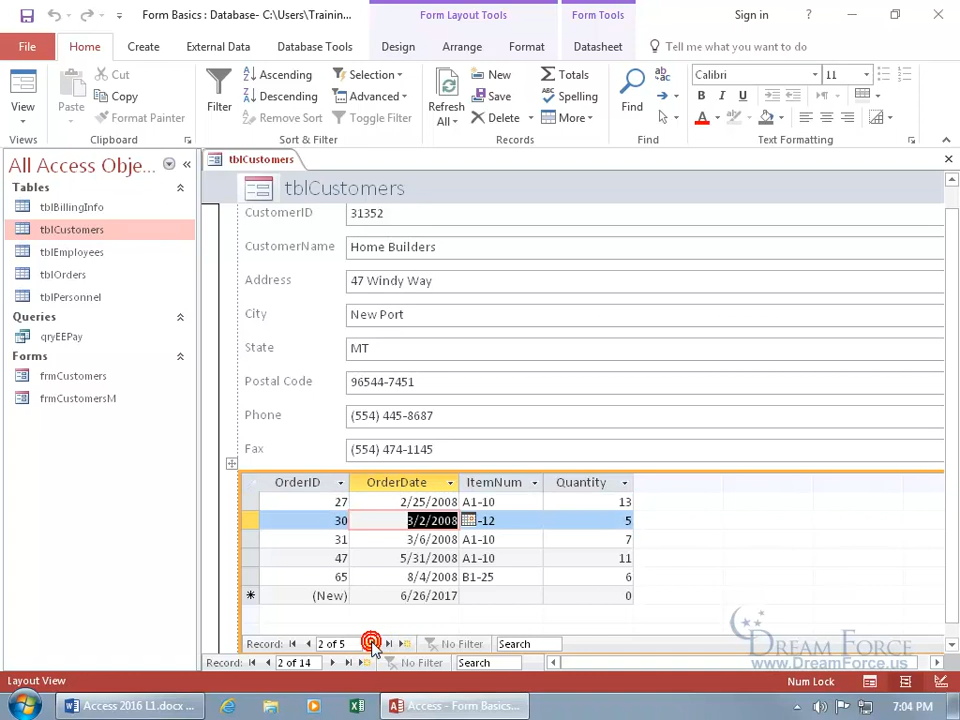 Form Basics : Database- C:\Users\Trainin...
Form Layout Tools
Form Tools
Sign in
?
File
Home
Create
External Data
Database Tools
Design
Arrange
Format
Datasheet
Tell me what you want to do
View
Paste
Cut
Copy
Format Painter
Filter
Ascending
Descending
Remove Sort
Selection
Advanced
Toggle Filter
Refresh
All
New
Save
Delete
Totals
Spelling
More
Find
Calibri
11
B I U
Views
Clipboard
Sort & Filter
Records
Find
Text Formatting
All Access Obje...
Tables
tblBillingInfo
tblCustomers
tblEmployees
tblOrders
tblPersonnel
Queries
qryEEPay
Forms
frmCustomers
frmCustomersM
tblCustomers
tblCustomers
CustomerID 31352
CustomerName Home Builders
Address 47 Windy Way
City New Port
State MT
Postal Code 96544-7451
Phone (554) 445-8687
Fax (554) 474-1145
OrderID OrderDate ItemNum Quantity
27 2/25/2008 A1-10 13
30 3/2/2008 -12 5
31 3/6/2008 A1-10 7
47 5/31/2008 A1-10 11
65 8/4/2008 B1-25 6
(New) 6/26/2017 0
Record: 2 of 5 No Filter Search
Record: 2 of 14 No Filter Search
DREAM FORCE
www.DreamForce.us
Layout View
Num Lock
Access 2016 L1.docx ...
Access - Form Basics...
7:04 PM